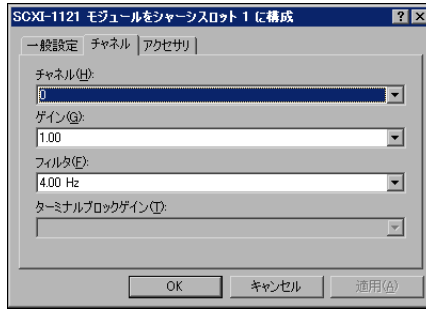 SCXI-1121 モジュールをシャーシスロット 1 に構成
一般設定 チャネル アクセサリ
チャネル(H):
0
ゲイン(G):
1.00
フィルタ(F):
4.00 Hz
ターミナルブロックゲイン(T):
OK キャンセル 適用(A)